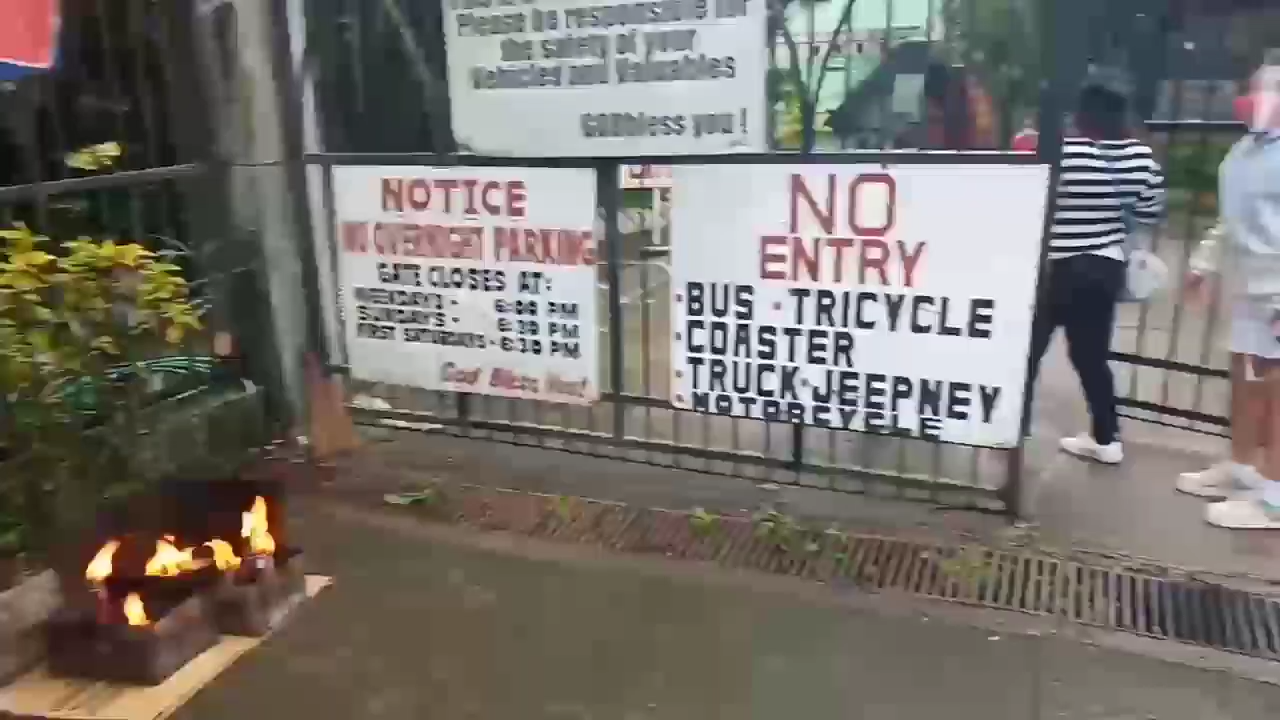 Please be responsible for
the safety of your
Vehicles and Valuables
GODbless you!
NOTICE
NO OVERNIGHT PARKING
GATE CLOSES AT:
WEEKDAYS - 6:00 PM
SUNDAYS - 6:30 PM
FIRST SATURDAYS - 6:30 PM
God Bless You!
NO
ENTRY
·BUS ·TRICYCLE
·COASTER
·TRUCK·JEEPNEY
·MOTORCYCLE